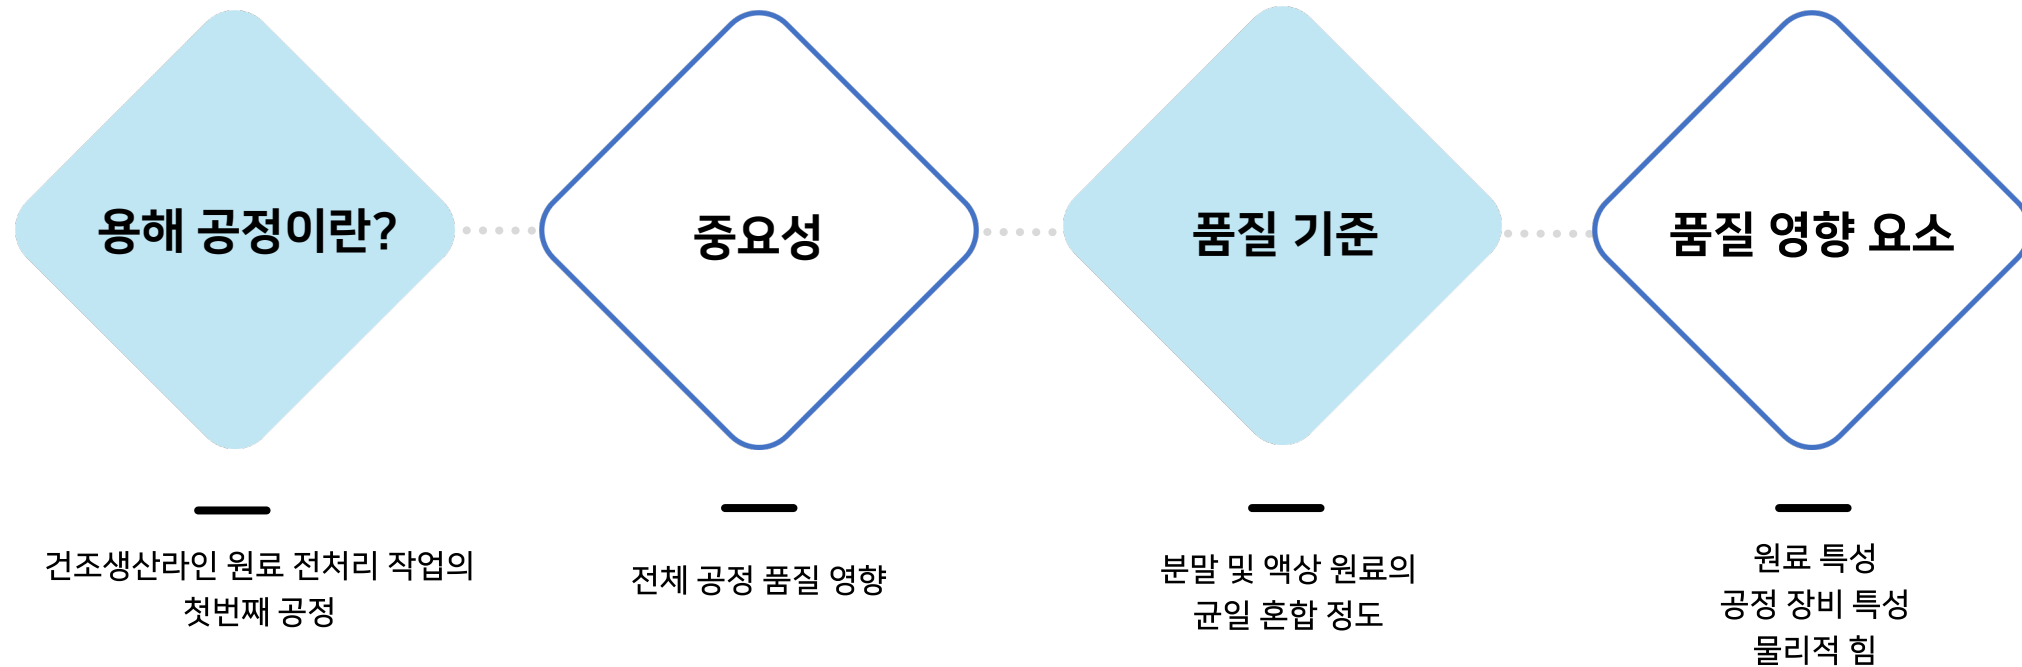 용해 공정이란?
중요성
품질 기준
품질 영향 요소
건조생산라인 원료 전처리 작업의
첫번째 공정
전체 공정 품질 영향
분말 및 액상 원료의
균일 혼합 정도
원료 특성
공정 장비 특성
물리적 힘